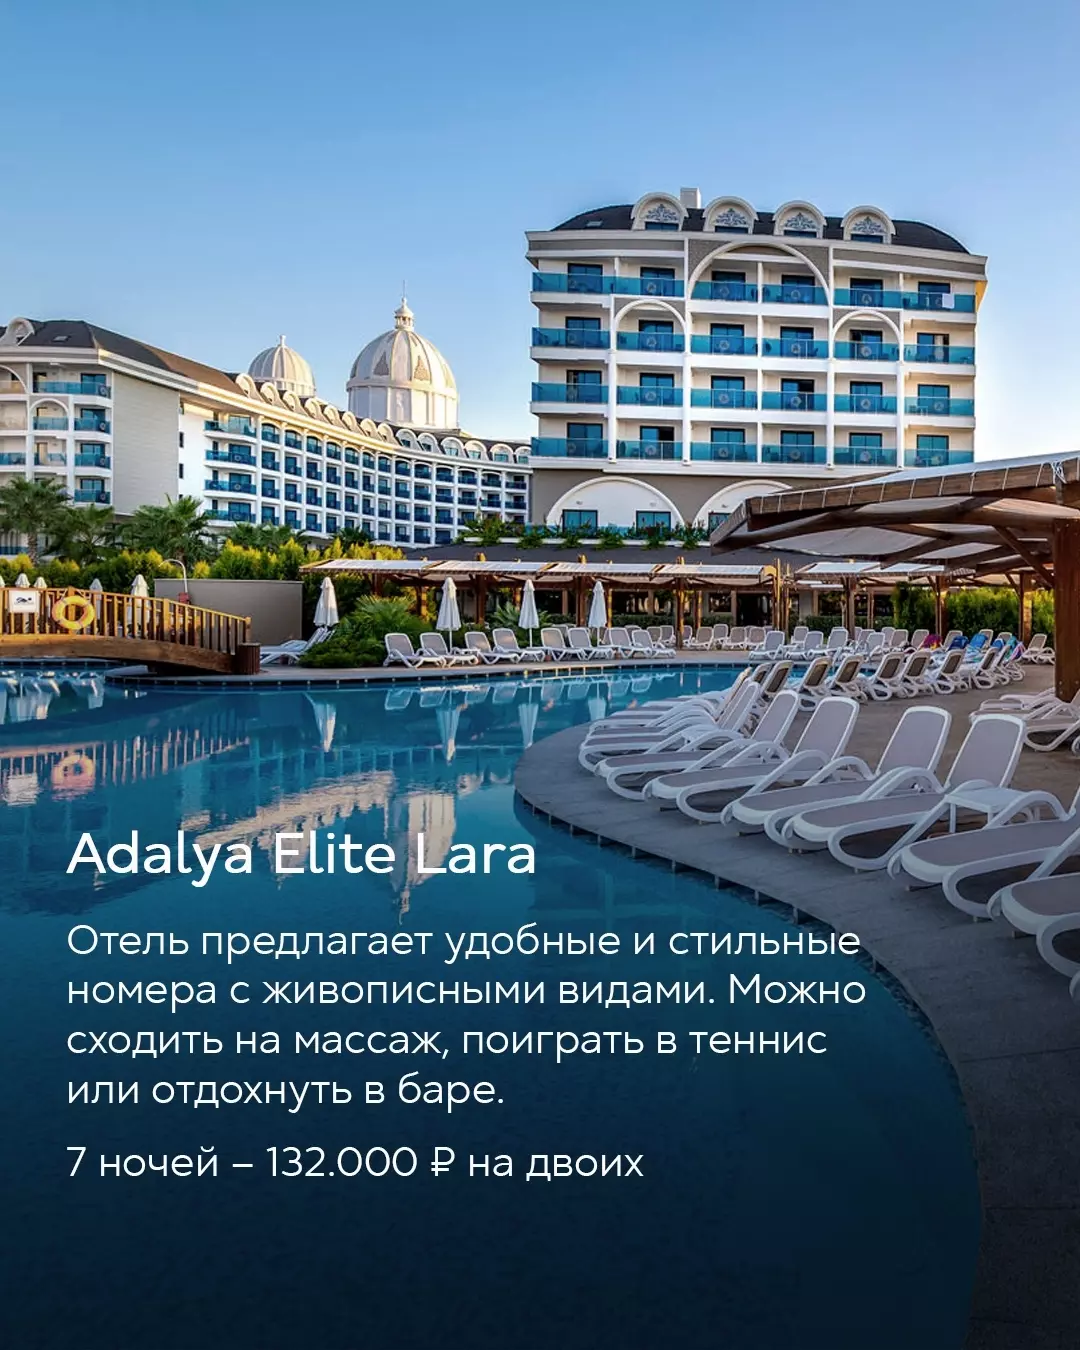 Adalya Elite Lara
Отель предлагает удобные и стильные
номера с живописными видами. Можно
сходить на массаж, поиграть в теннис
или отдохнуть в баре.
7 ночей – 132.000 ₽ на двоих